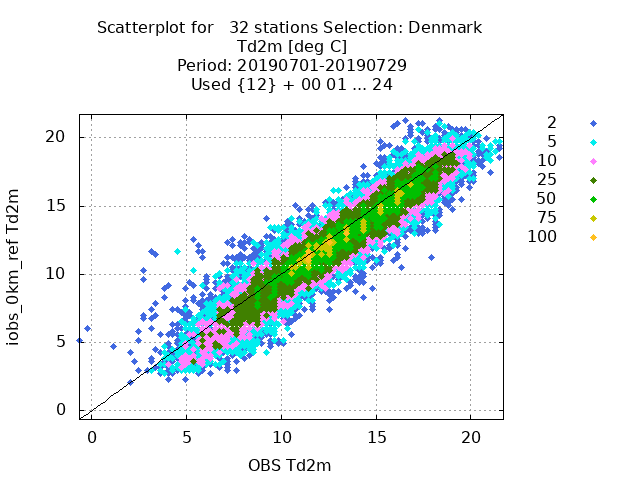 Scatterplot for   32 stations Selection: Denmark
Td2m [deg C]
Period: 20190701-20190729
Used {12} + 00 01 ... 24
2
5
10
25
50
75
100
20
15
10
5
0
iobs_0km_ref Td2m
0 5 10 15 20
OBS Td2m